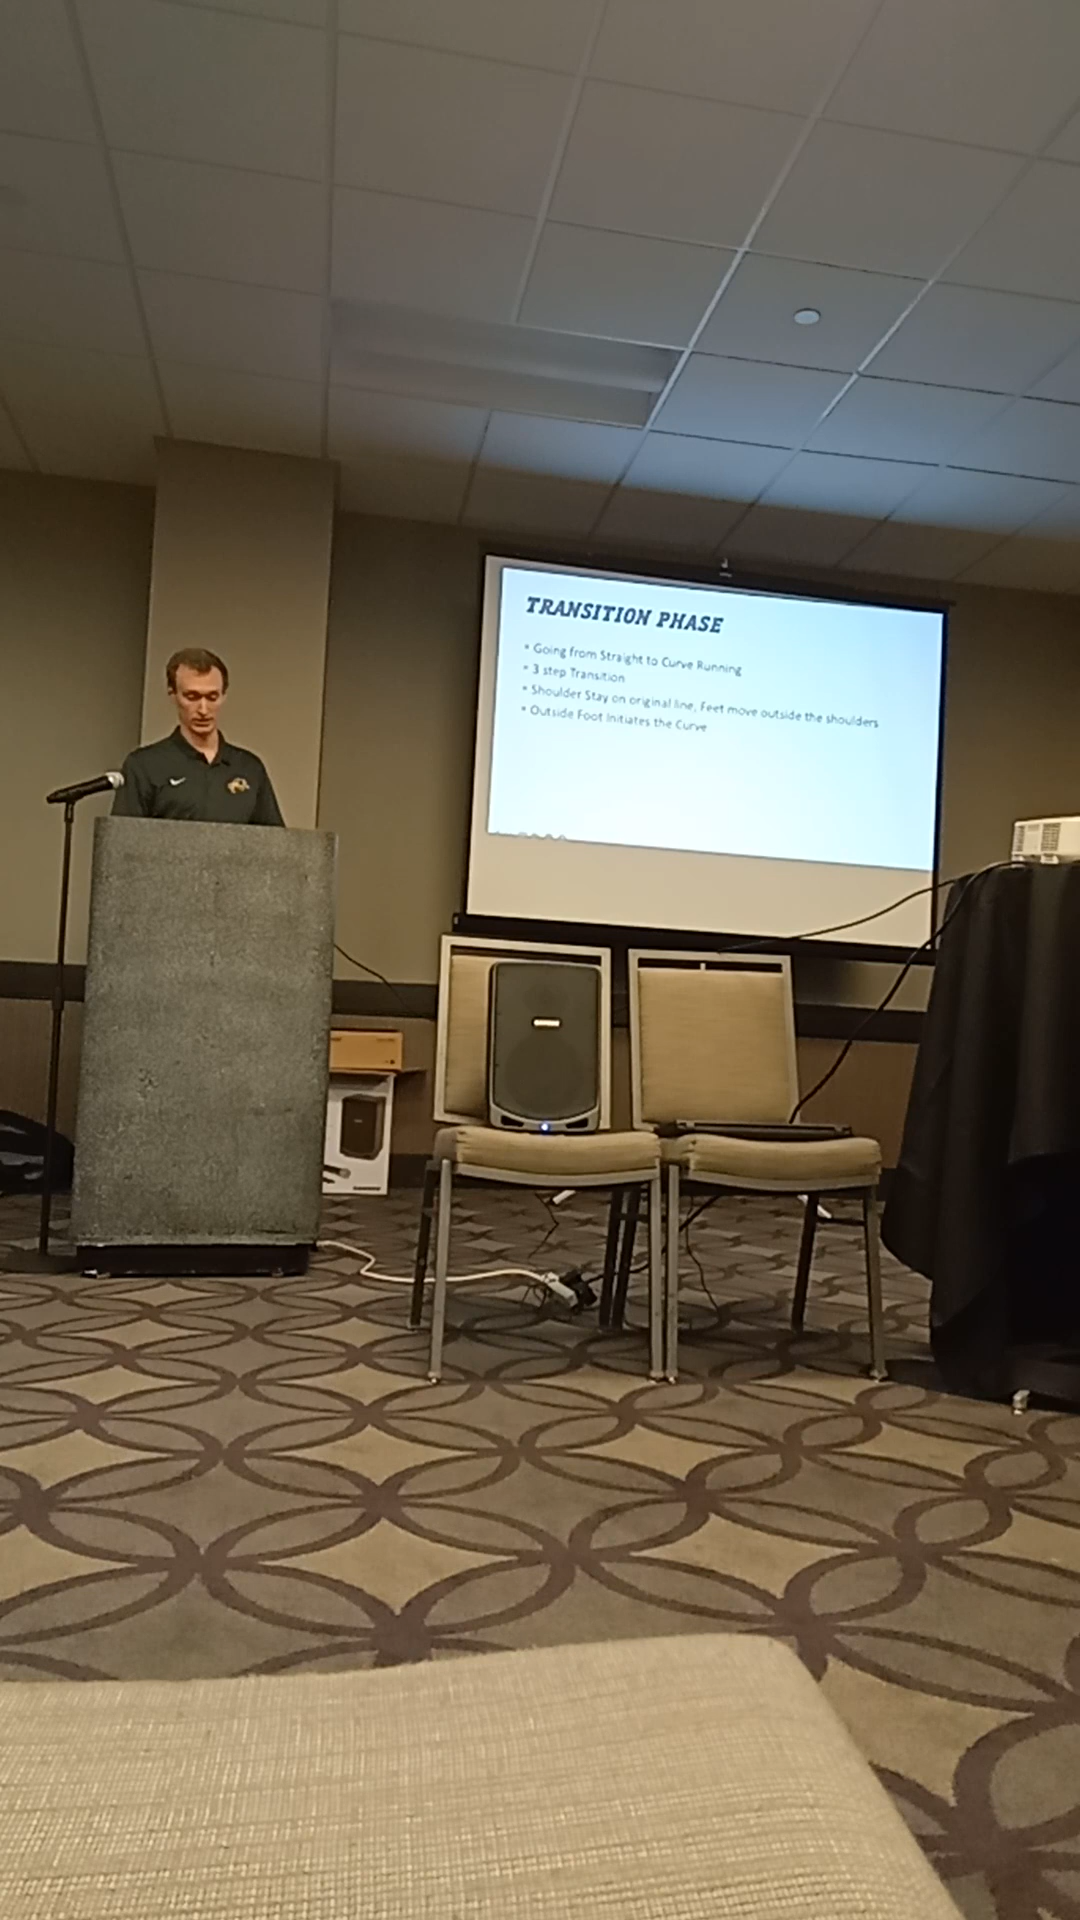 TRANSITION PHASE
• Going from Straight to Curve Running
• 3 step Transition
• Shoulder Stay on original line, Feet move outside the shoulders
• Outside Foot Initiates the Curve